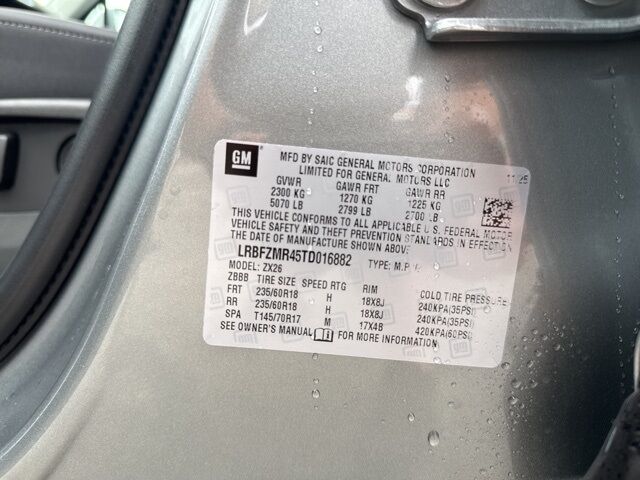 GM
MFD BY SAIC GENERAL MOTORS CORPORATION
LIMITED FOR GENERAL MOTORS LLC
11/25
GVWR GAWR FRT GAWR RR
2300 KG 1270 KG 1225 KG
5070 LB 2799 LB 2700 LB
THIS VEHICLE CONFORMS TO ALL APPLICABLE U.S. FEDERAL MOTOR
VEHICLE SAFETY AND THEFT PREVENTION STANDARDS IN EFFECT ON
THE DATE OF MANUFACTURE SHOWN ABOVE.
LRBFZMR45TD016882 TYPE: M.P.V.
MODEL: ZX26
ZBBB TIRE SIZE SPEED RTG RIM COLD TIRE PRESSURE
FRT 235/60R18 H 18X8J 240KPA(35PSI)
RR 235/60R18 H 18X8J 240KPA(35PSI)
SPA T145/70R17 M 17X4B 420KPA(60PSI)
SEE OWNER'S MANUAL FOR MORE INFORMATION